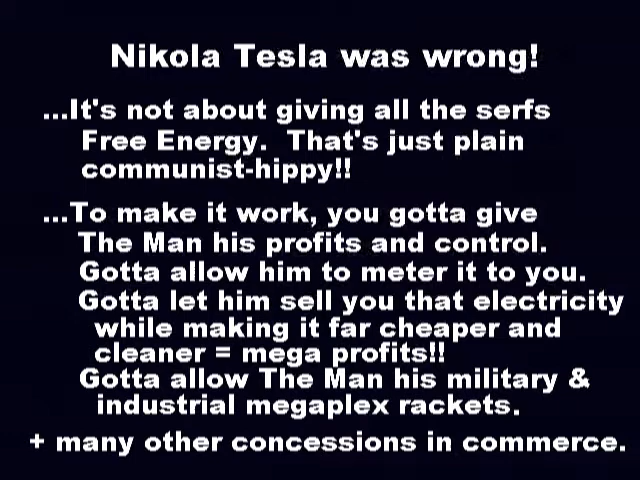 Nikola Tesla was wrong!
...It's not about giving all the serfs
Free Energy. That's just plain
communist-hippy!!
...To make it work, you gotta give
The Man his profits and control.
Gotta allow him to meter it to you.
Gotta let him sell you that electricity
while making it far cheaper and
cleaner = mega profits!!
Gotta allow The Man his military &
industrial megaplex rackets.
+ many other concessions in commerce.